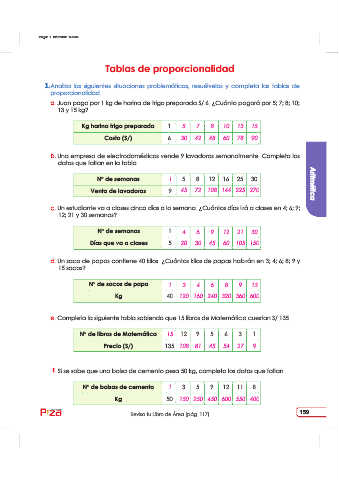 Tablas de proporcionalidad
3. Analiza las siguientes situaciones problemáticas, resuélvelas y completa las tablas de
proporcionalidad.
a. Juan paga por 1 kg de harina de trigo preparada S/ 6. ¿Cuánto pagará por 5; 7; 8; 10;
13 y 15 kg?
Kg harina trigo preparada 1 5 7 8 10 13 15
Costo (S/) 6 30 42 48 60 78 90
b. Una empresa de electrodomésticos vende 9 lavadoras semanalmente. Completa los
datos que faltan en la tabla.
N° de semanas 1 5 8 12 16 25 30
Venta de lavadoras 9 45 72 108 144 225 270
Aritmética
c. Un estudiante va a clases cinco días a la semana. ¿Cuántos días irá a clases en 4; 6; 9;
12; 21 y 30 semanas?
N° de semanas 1 4 6 9 12 21 30
Días que va a clases 5 20 30 45 60 105 150
d. Un saco de papas contiene 40 kilos. ¿Cuántos kilos de papas habrán en 3; 4; 6; 8; 9 y
15 sacos?
N° de sacos de papa 1 3 4 6 8 9 15
Kg 40 120 160 240 320 360 600
e. Completa la siguiente tabla sabiendo que 15 libros de Matemática cuestan S/ 135
N° de libros de Matemática 15 12 9 5 6 3 1
Precio (S/) 135 108 81 45 54 27 9
f. Si se sabe que una bolsa de cemento pesa 50 kg, completa los datos que faltan
N° de bolsas de cemento 1 3 5 9 12 11 8
Kg 50 150 250 450 600 550 400
Revisa tu Libro de Área (pág. 117)
159